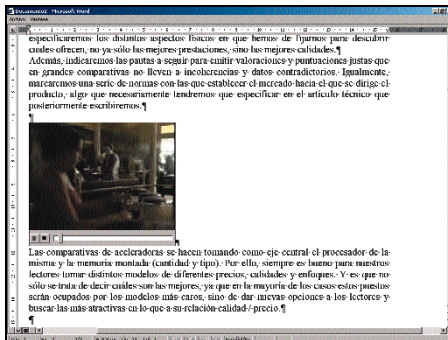 Documento2 - Microsoft Word
Archivo Ventana
especificaremos los distintos aspectos físicos en que hemos de fijarnos para descubrir
cuáles ofrecen, no ya sólo las mejores prestaciones, sino las mejores calidades.¶
Además, indicaremos las pautas a seguir para emitir valoraciones y puntuaciones justas que
en grandes comparativas no lleven a incoherencias y datos contradictorios. Igualmente,
marcaremos una serie de normas con las que establecer el mercado hacia el que se dirige el
producto, algo que necesariamente tendremos que especificar en el artículo técnico que
posteriormente escribiremos.¶
¶
¶
Las comparativas de aceleradoras se hacen tomando como eje central el procesador de la
misma y la memoria montada (cantidad y tipo). Por ello, siempre es bueno para nuestros
lectores tomar distintos modelos de diferentes precios, calidades y enfoques. Y es que no
sólo se trata de decir cuáles son las mejores, ya que en la mayoría de los casos estos puestos
serán ocupados por los modelos más caros, sino de dar nuevas opciones a los lectores y
buscar las más atractivas en lo que a su relación calidad / precio.¶
¶